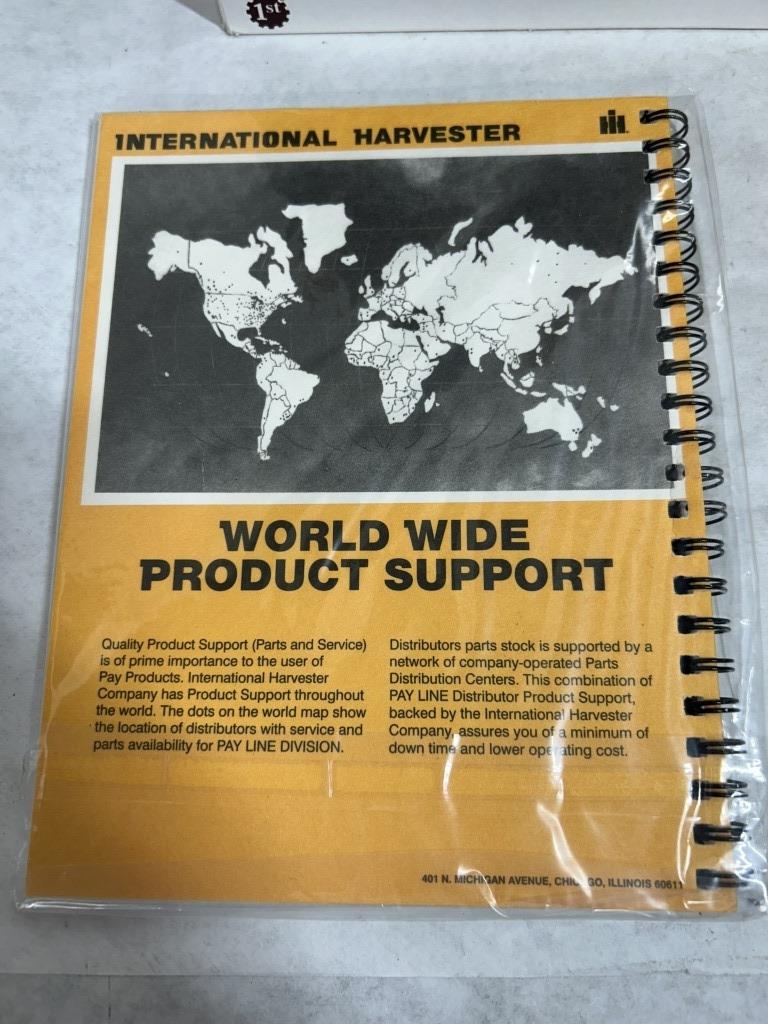 1st
INTERNATIONAL HARVESTER
WORLD WIDE
PRODUCT SUPPORT
Quality Product Support (Parts and Service)
is of prime importance to the user of
Pay Products. International Harvester
Company has Product Support throughout
the world. The dots on the world map show
the location of distributors with service and
parts availability for PAY LINE DIVISION.
Distributors parts stock is supported by a
network of company-operated Parts
Distribution Centers. This combination of
PAY LINE Distributor Product Support,
backed by the International Harvester
Company, assures you of a minimum of
down time and lower operating cost.
401 N. MICHIGAN AVENUE, CHICAGO, ILLINOIS 60611